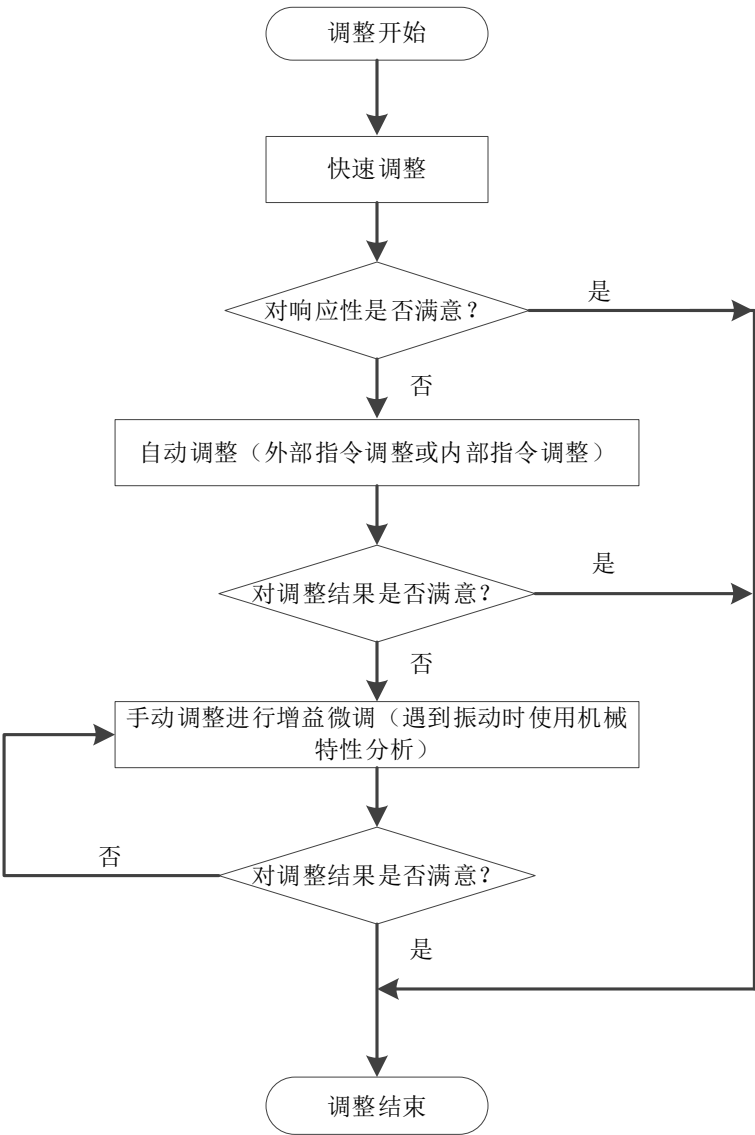 调整开始
快速调整
对响应性是否满意？
是
否
自动调整（外部指令调整或内部指令调整）
对调整结果是否满意？
是
否
手动调整进行增益微调（遇到振动时使用机械
特性分析）
否
对调整结果是否满意？
是
调整结束